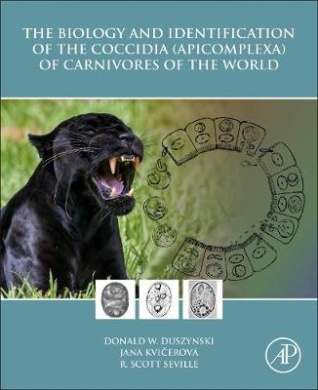 THE BIOLOGY AND IDENTIFICATION
OF THE COCCIDIA (APICOMPLEXA)
OF CARNIVORES OF THE WORLD
DONALD W. DUSZYNSKI
JANA KVIČEROVÁ
R. SCOTT SEVILLE
AP